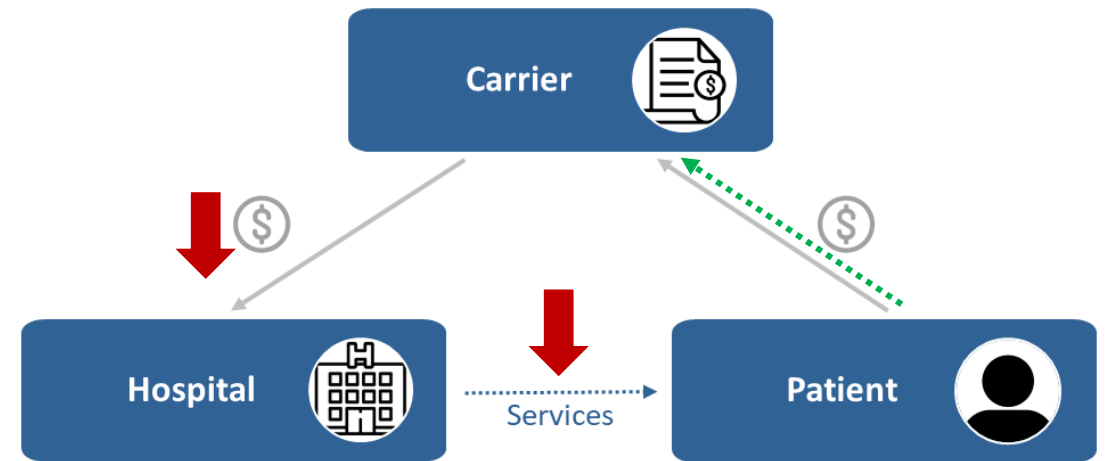 Carrier
$
$
$
H
Hospital
Services
Patient